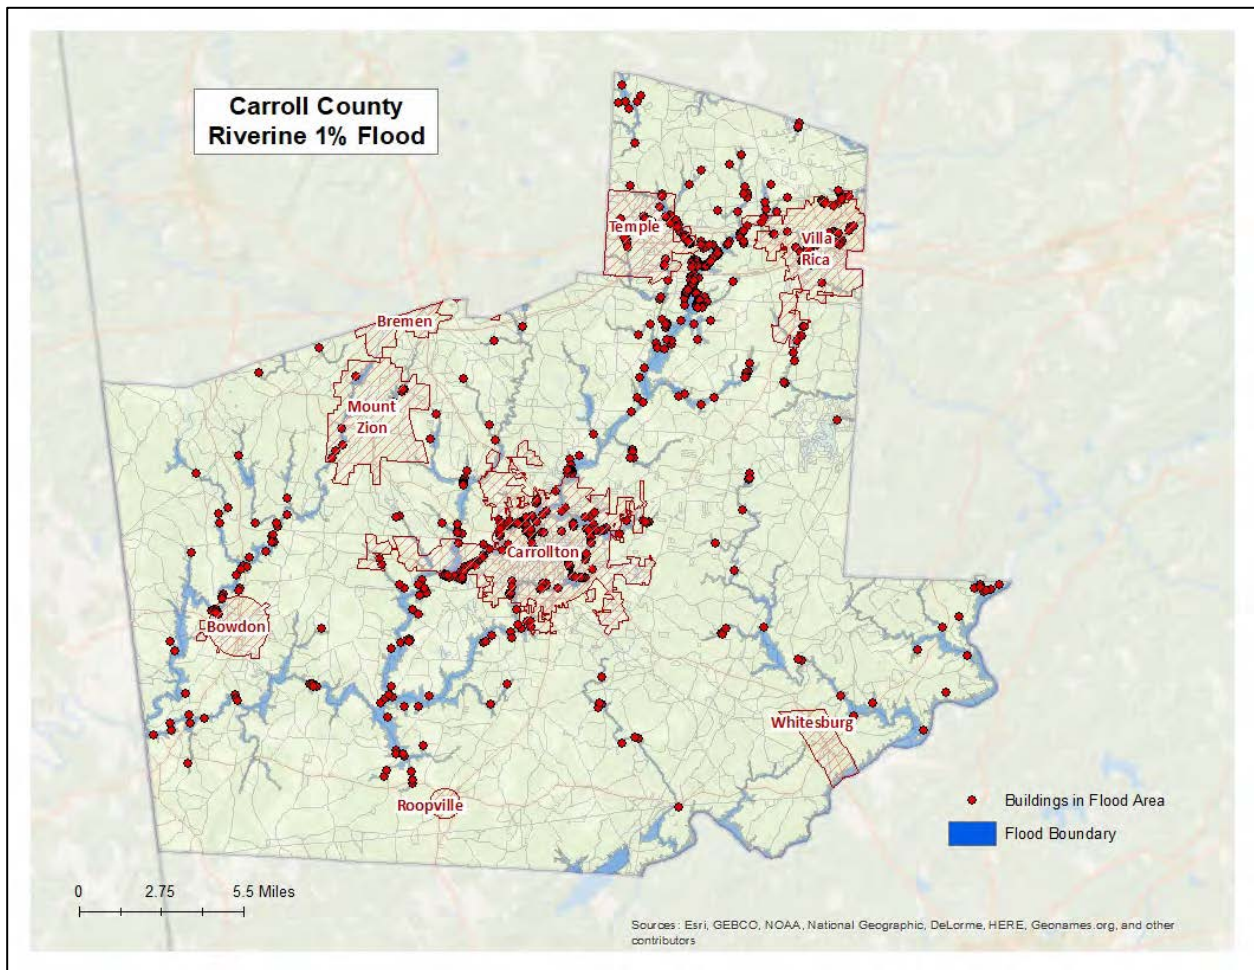 Carroll County
Riverine 1% Flood
Temple
Villa
Rica
Bremen
Mount
Zion
Carrollton
Bowdon
Whitesburg
Roopville
Buildings in Flood Area
Flood Boundary
0 2.75 5.5 Miles
Sources: Esri, GEBCO, NOAA, National Geographic, DeLorme, HERE, Geonames.org, and other
contributors